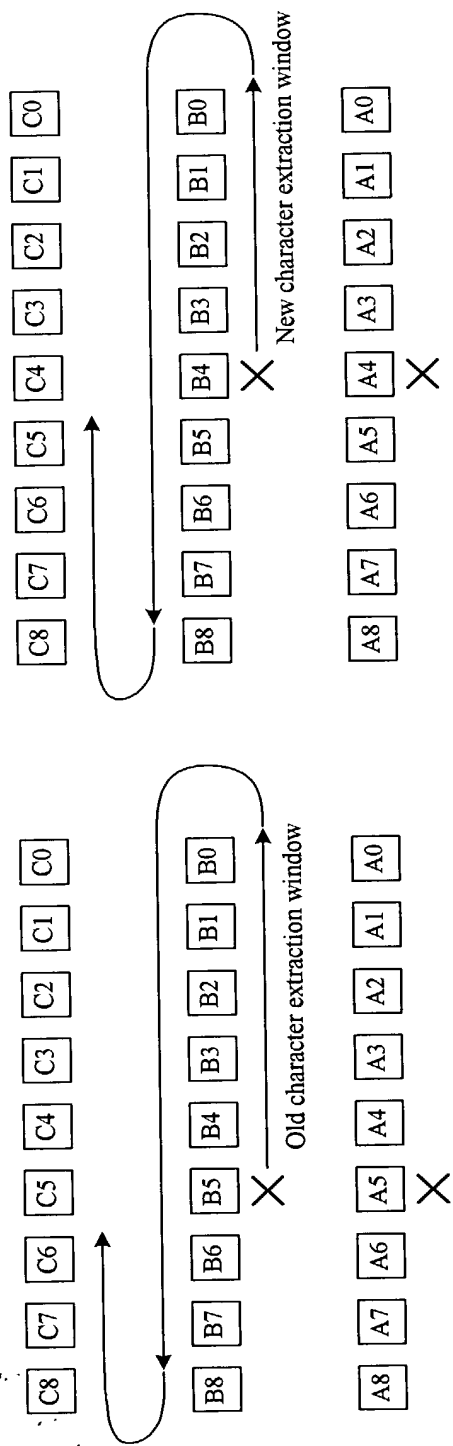 C8 C7 C6 C5 C4 C3 C2 C1 C0
B8 B7 B6 B5 B4 B3 B2 B1 B0
Old character extraction window
A8 A7 A6 A5 A4 A3 A2 A1 A0
C8 C7 C6 C5 C4 C3 C2 C1 C0
B8 B7 B6 B5 B4 B3 B2 B1 B0
New character extraction window
A8 A7 A6 A5 A4 A3 A2 A1 A0